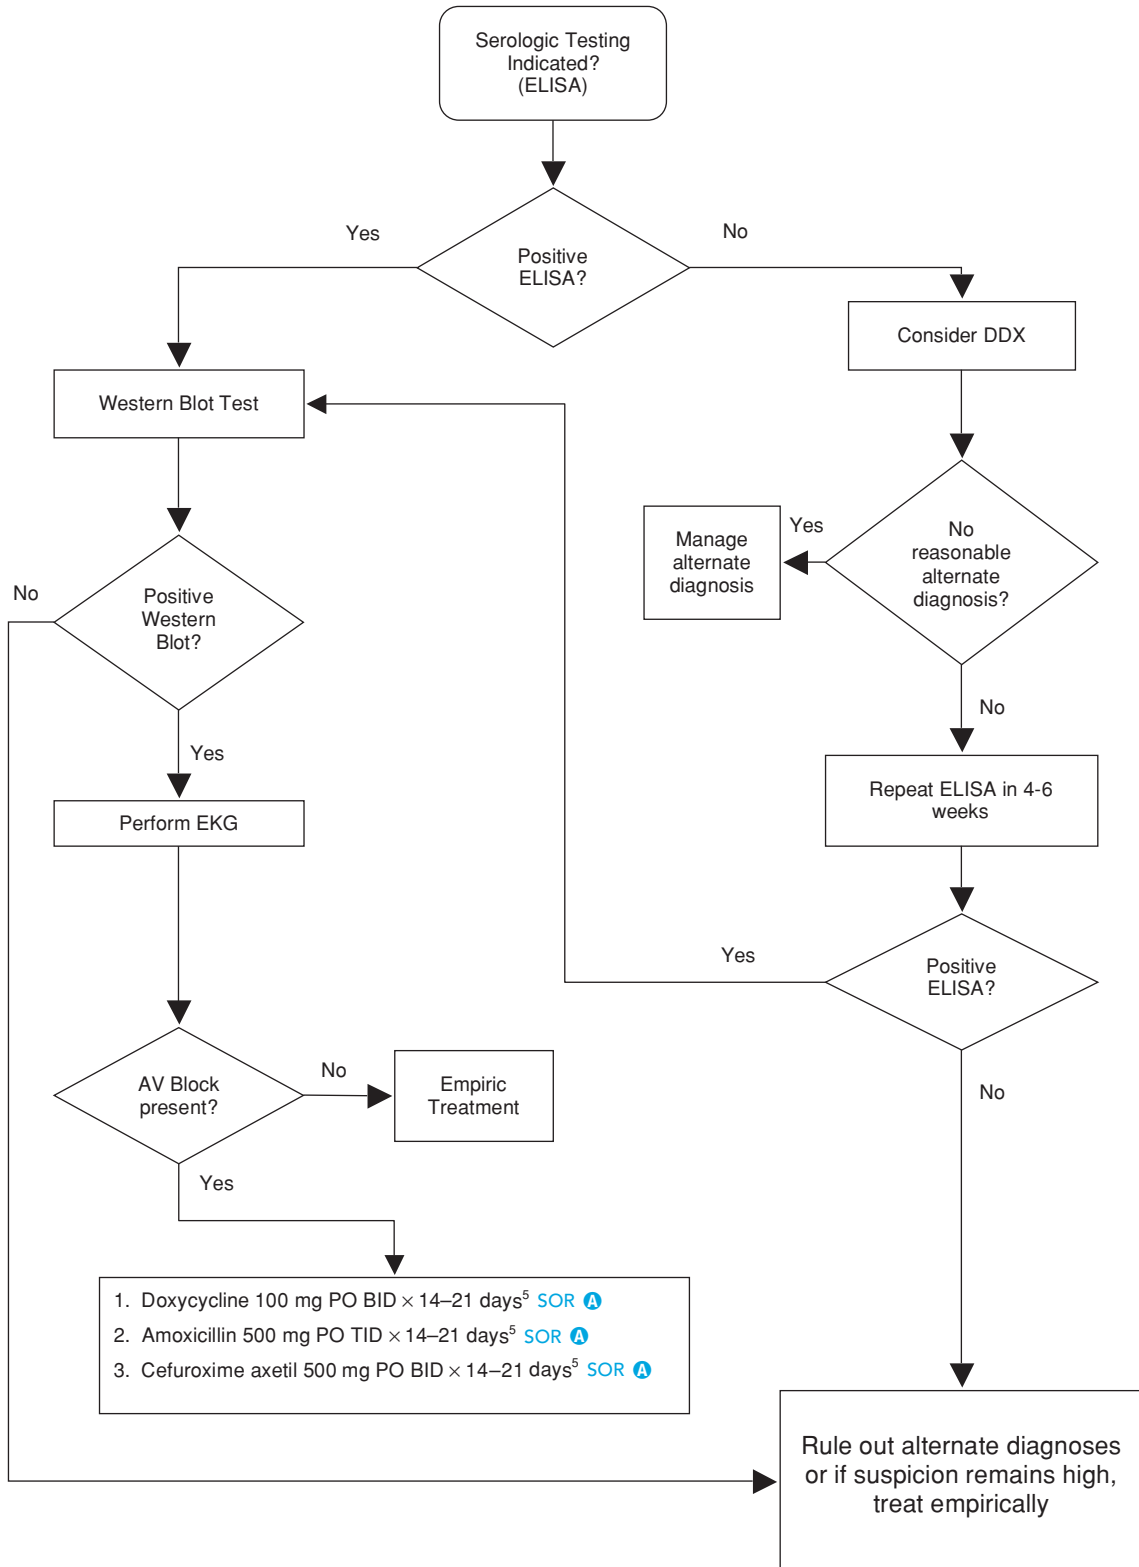 Serologic Testing
Indicated?
(ELISA)
Yes
No
Positive
ELISA?
Consider DDX
Western Blot Test
No
Positive
Western
Blot?
Manage
alternate
diagnosis
Yes
No
reasonable
alternate
diagnosis?
No
Yes
Repeat ELISA in 4-6
weeks
Perform EKG
Yes
Positive
ELISA?
AV Block
present?
No
Empiric
Treatment
No
Yes
1. Doxycycline 100 mg PO BID × 14–21 days⁵ SOR A
2. Amoxicillin 500 mg PO TID × 14–21 days⁵ SOR A
3. Cefuroxime axetil 500 mg PO BID × 14–21 days⁵ SOR A
Rule out alternate diagnoses
or if suspicion remains high,
treat empirically